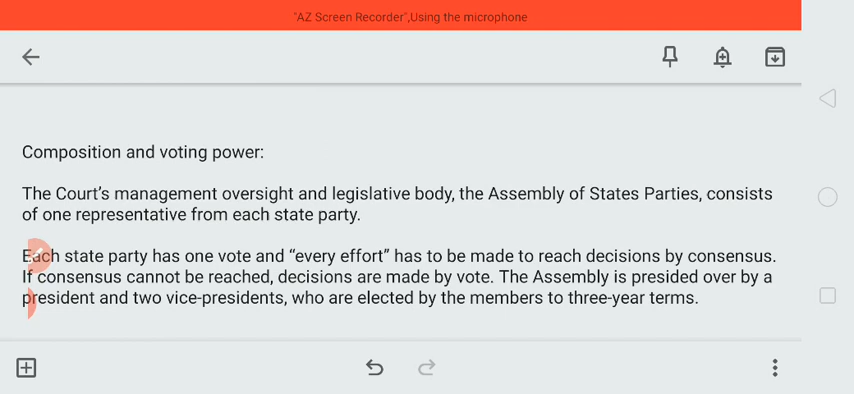 "AZ Screen Recorder",Using the microphone
Composition and voting power:
The Court's management oversight and legislative body, the Assembly of States Parties, consists
of one representative from each state party.
Each state party has one vote and “every effort” has to be made to reach decisions by consensus.
If consensus cannot be reached, decisions are made by vote. The Assembly is presided over by a
president and two vice-presidents, who are elected by the members to three-year terms.